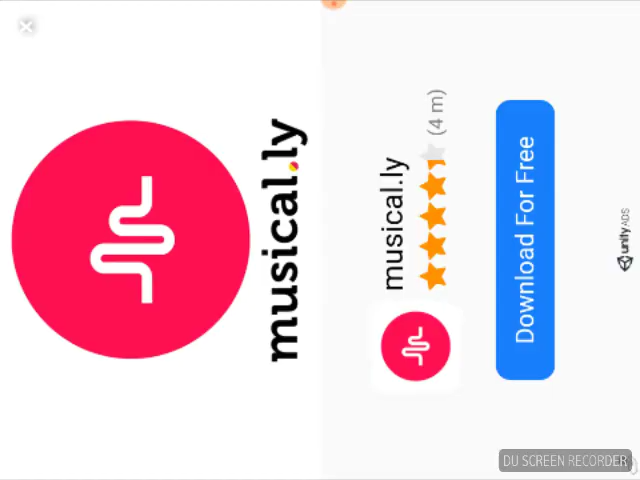 musical.ly
musical.ly
(4 m)
Download For Free
unity ADS
DU SCREEN RECORDER